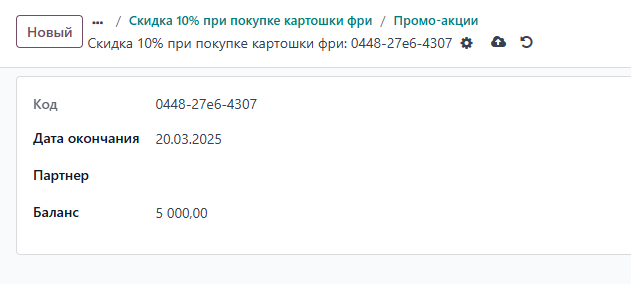 Новый
... / Скидка 10% при покупке картошки фри / Промо-акции
Скидка 10% при покупке картошки фри: 0448-27e6-4307
Код 0448-27e6-4307
Дата окончания 20.03.2025
Партнер
Баланс 5 000,00